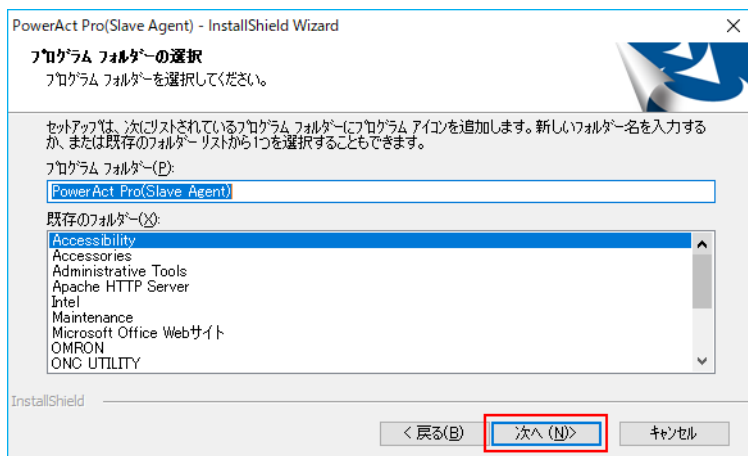 PowerAct Pro(Slave Agent) - InstallShield Wizard
プログラム フォルダーの選択
プログラム フォルダーを選択してください。
セットアップは、次にリストされているプログラム フォルダーにプログラム アイコンを追加します。新しいフォルダー名を入力する
か、または既存のフォルダー リストから1つを選択することもできます。
プログラム フォルダー(P):
PowerAct Pro(Slave Agent)
既存のフォルダー(X):
Accessibility
Accessories
Administrative Tools
Apache HTTP Server
Intel
Maintenance
Microsoft Office Webサイト
OMRON
ONC UTILITY
InstallShield
< 戻る(B)
次へ (N)>
キャンセル